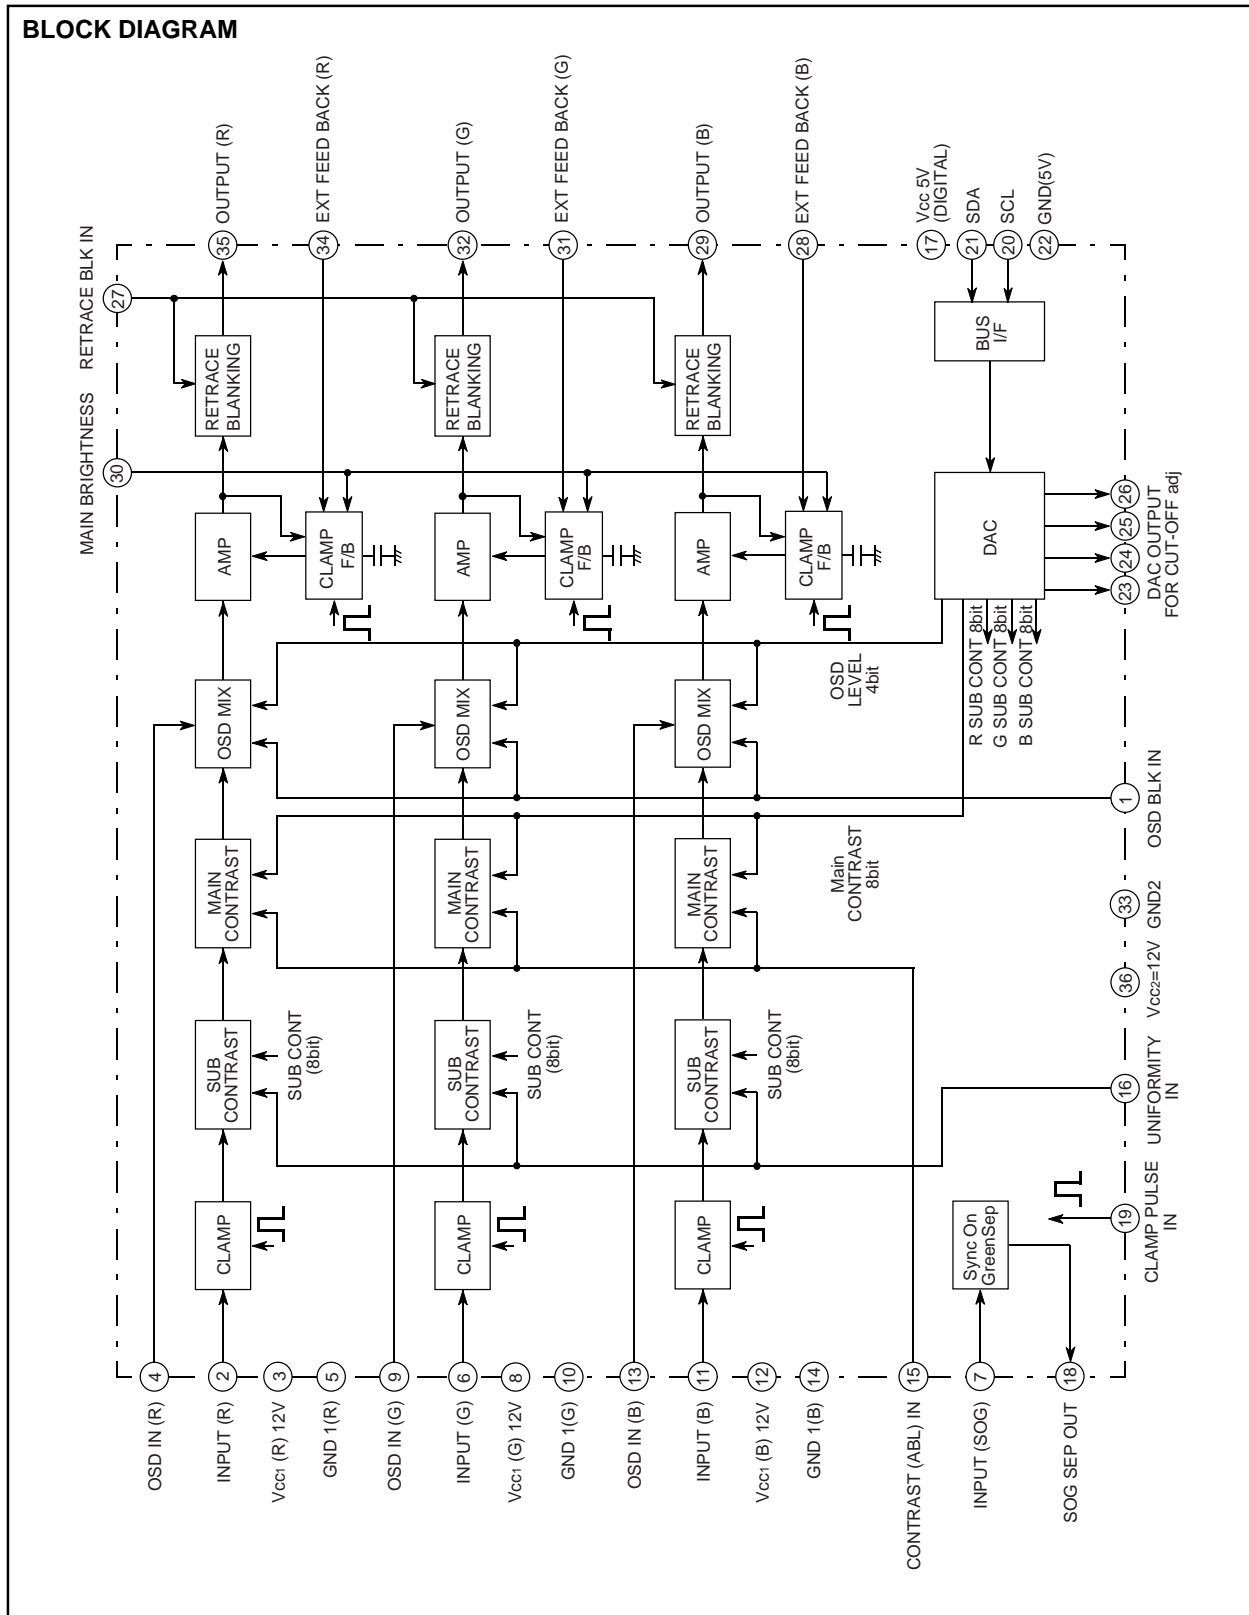 BLOCK DIAGRAM
MAIN BRIGHTNESS
30
RETRACE BLK IN
27
35
OUTPUT (R)
34
EXT FEED BACK (R)
32
OUTPUT (G)
31
EXT FEED BACK (G)
29
OUTPUT (B)
28
EXT FEED BACK (B)
17
Vcc 5V
(DIGITAL)
21
SDA
20
SCL
22
GND(5V)
RETRACE
BLANKING
RETRACE
BLANKING
RETRACE
BLANKING
BUS
I/F
AMP
CLAMP
F/B
AMP
CLAMP
F/B
AMP
CLAMP
F/B
DAC
26
25
24
23
DAC OUTPUT
FOR CUT-OFF adj
OSD MIX
OSD MIX
OSD MIX
OSD
LEVEL
4bit
R SUB CONT 8bit
G SUB CONT 8bit
B SUB CONT 8bit
1
OSD BLK IN
MAIN
CONTRAST
MAIN
CONTRAST
MAIN
CONTRAST
Main
CONTRAST
8bit
33
GND2
36
Vcc2=12V
SUB
CONTRAST
SUB CONT
(8bit)
SUB
CONTRAST
SUB CONT
(8bit)
SUB
CONTRAST
SUB CONT
(8bit)
16
UNIFORMITY
IN
CLAMP
CLAMP
CLAMP
Sync On
GreenSep
19
CLAMP PULSE
IN
4
OSD IN (R)
2
INPUT (R)
3
Vcc1 (R) 12V
5
GND 1(R)
9
OSD IN (G)
6
INPUT (G)
8
Vcc1 (G) 12V
10
GND 1(G)
13
OSD IN (B)
11
INPUT (B)
12
Vcc1 (B) 12V
14
GND 1(B)
15
CONTRAST (ABL) IN
7
INPUT (SOG)
18
SOG SEP OUT